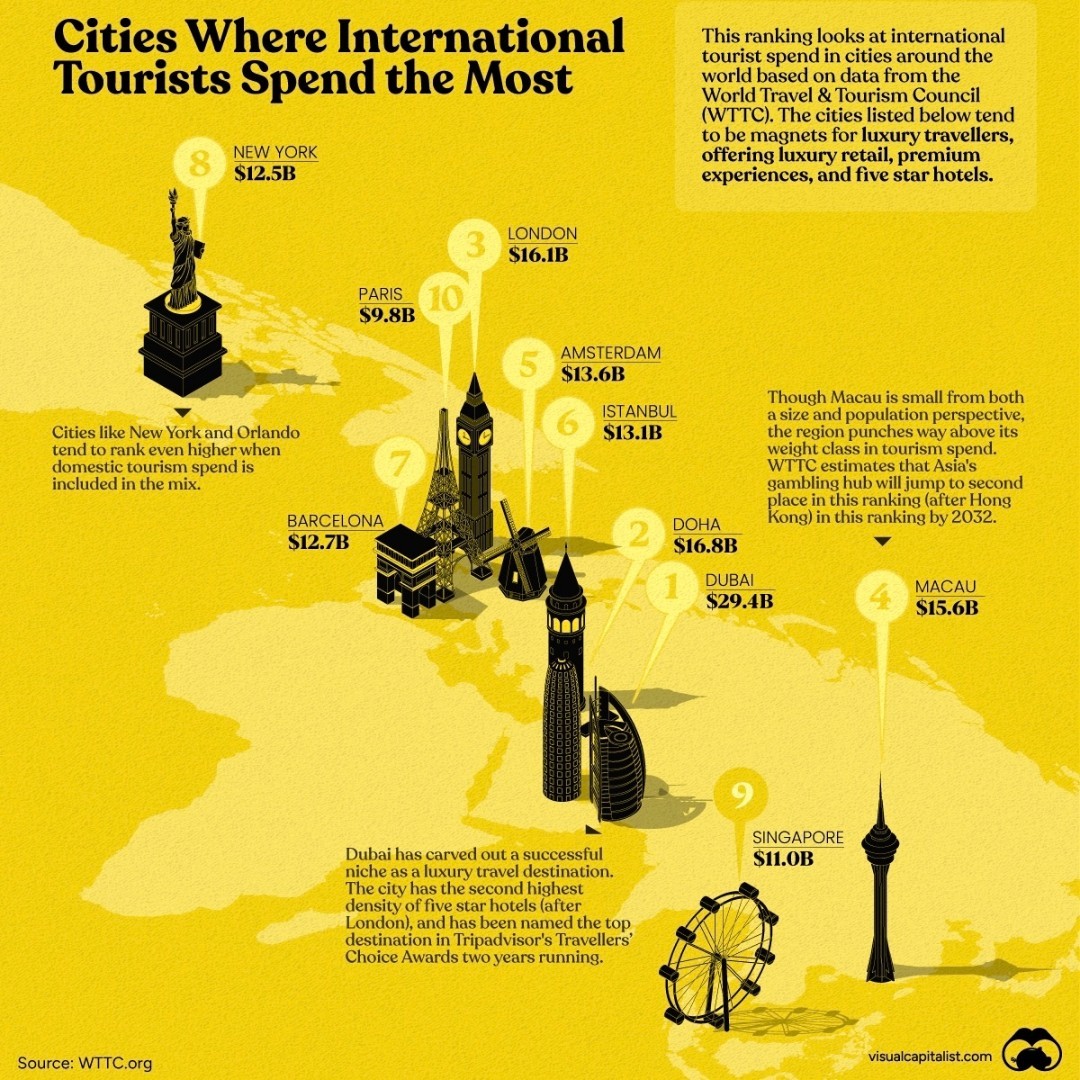 Cities Where International
Tourists Spend the Most
This ranking looks at international
tourist spend in cities around the
world based on data from the
World Travel & Tourism Council
(WTTC). The cities listed below tend
to be magnets for luxury travellers,
offering luxury retail, premium
experiences, and five star hotels.
8
NEW YORK
$12.5B
Cities like New York and Orlando
tend to rank even higher when
domestic tourism spend is
included in the mix.
3
LONDON
$16.1B
10
PARIS
$9.8B
5
AMSTERDAM
$13.6B
6
ISTANBUL
$13.1B
7
BARCELONA
$12.7B
Though Macau is small from both
a size and population perspective,
the region punches way above its
weight class in tourism spend.
WTTC estimates that Asia's
gambling hub will jump to second
place in this ranking (after Hong
Kong) in this ranking by 2032.
2
DOHA
$16.8B
1
DUBAI
$29.4B
4
MACAU
$15.6B
Dubai has carved out a successful
niche as a luxury travel destination.
The city has the second highest
density of five star hotels (after
London), and has been named the top
destination in Tripadvisor's Travellers'
Choice Awards two years running.
9
SINGAPORE
$11.0B
Source: WTTC.org
visualcapitalist.com